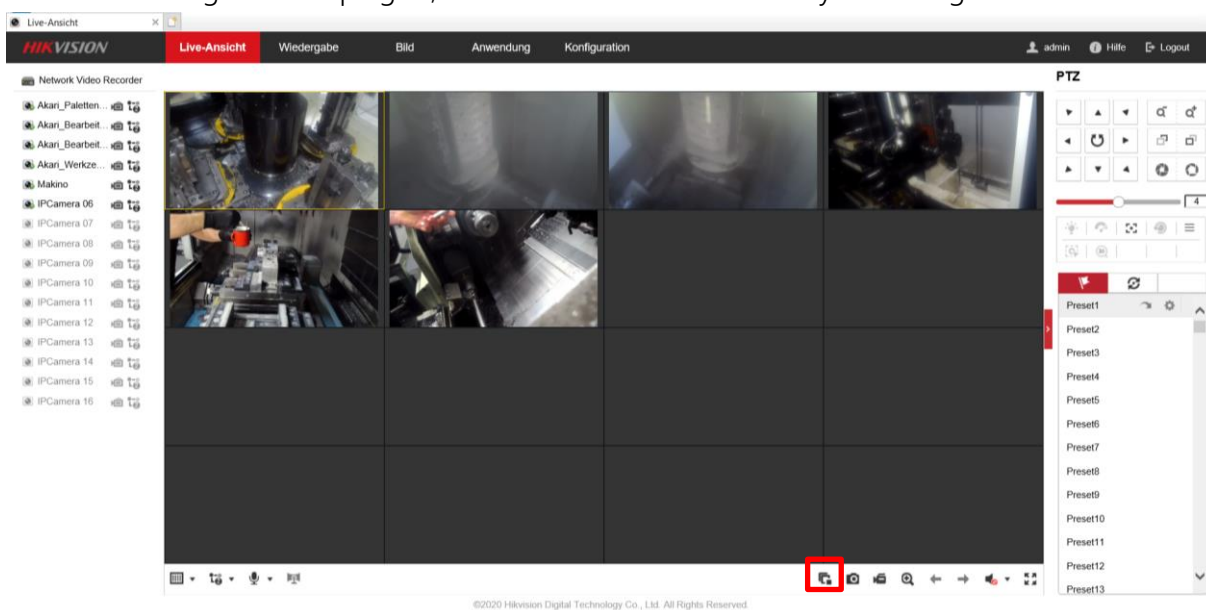 Live-Ansicht
HIKVISION Live-Ansicht Wiedergabe Bild Anwendung Konfiguration admin Hilfe Logout
Network Video Recorder
Akari_Paletten...
Akari_Bearbeit...
Akari_Bearbeit...
Akari_Werkze...
Makino
IPCamera 06
IPCamera 07
IPCamera 08
IPCamera 09
IPCamera 10
IPCamera 11
IPCamera 12
IPCamera 13
IPCamera 14
IPCamera 15
IPCamera 16
PTZ
4
Preset1
Preset2
Preset3
Preset4
Preset5
Preset6
Preset7
Preset8
Preset9
Preset10
Preset11
Preset12
Preset13
©2020 Hikvision Digital Technology Co., Ltd. All Rights Reserved.